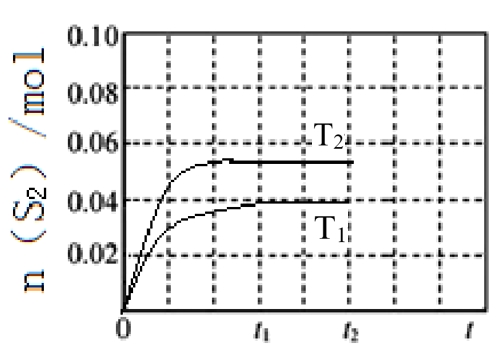 n (S₂) /mol
0.10
0.08
0.06
0.04
0.02
T₂
T₁
0 t₁ t₂ t